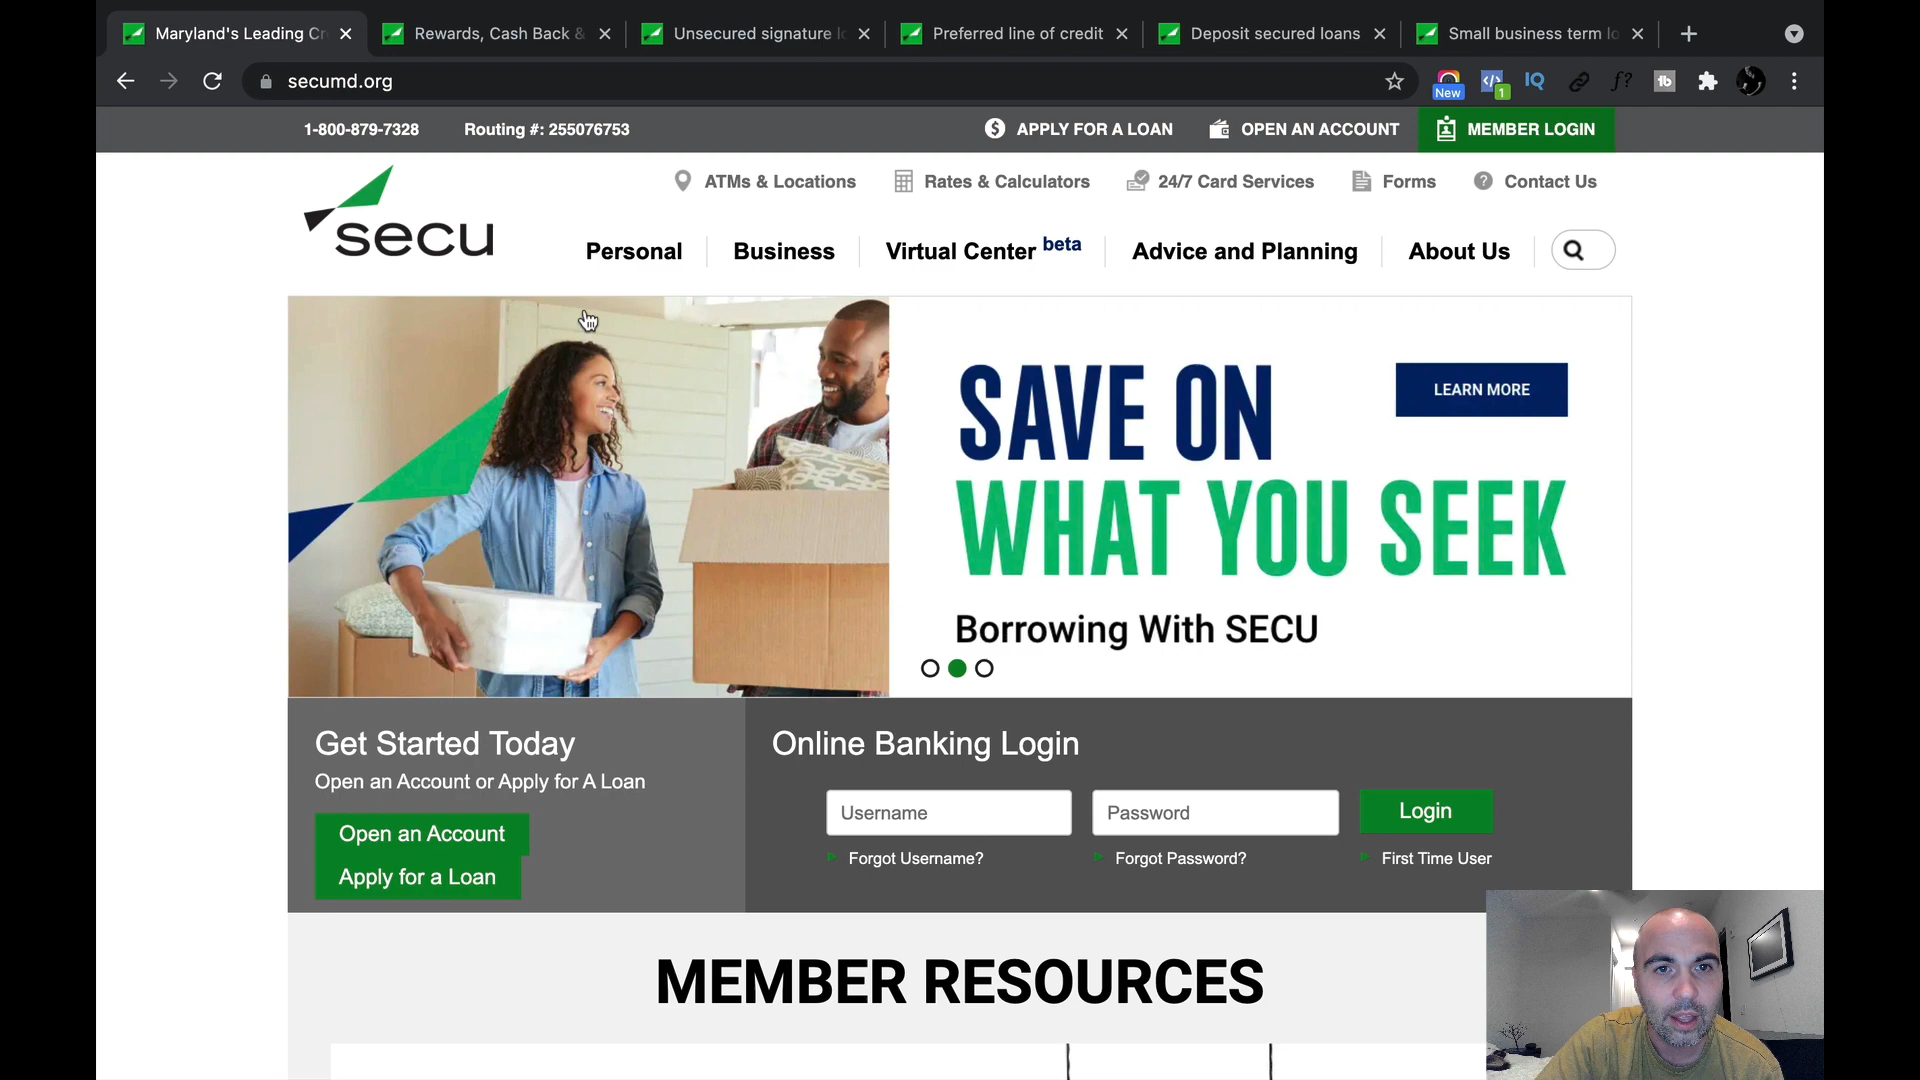 Maryland's Leading Cr
Rewards, Cash Back &
Unsecured signature lo
Preferred line of credit
Deposit secured loans
Small business term lo
secumd.org
New
1
IQ
f?
tb
1-800-879-7328
Routing #: 255076753
APPLY FOR A LOAN
OPEN AN ACCOUNT
MEMBER LOGIN
ATMs & Locations
Rates & Calculators
24/7 Card Services
Forms
Contact Us
secu
Personal
Business
Virtual Center beta
Advice and Planning
About Us
SAVE ON
LEARN MORE
WHAT YOU SEEK
Borrowing With SECU
Get Started Today
Open an Account or Apply for A Loan
Open an Account
Apply for a Loan
Online Banking Login
Username
Password
Login
Forgot Username?
Forgot Password?
First Time User
MEMBER RESOURCES